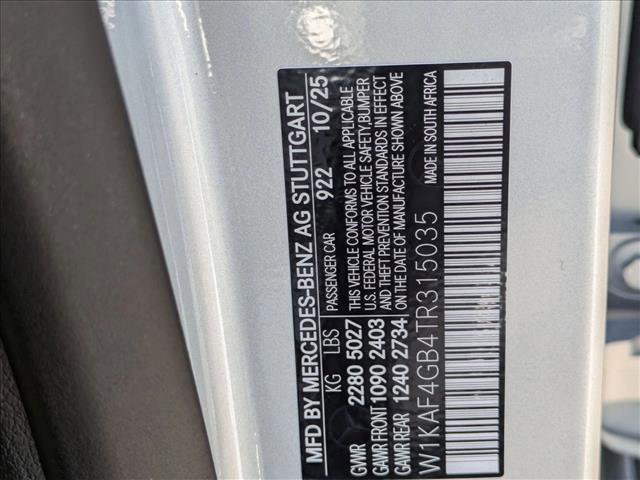 MFD BY MERCEDES-BENZ AG STUTTGART
PASSENGER CAR 922 10/25
KG LBS
GVWR 2280 5027
GAWR FRONT 1090 2403
GAWR REAR 1240 2734
THIS VEHICLE CONFORMS TO ALL APPLICABLE
U.S. FEDERAL MOTOR VEHICLE SAFETY,BUMPER
AND THEFT PREVENTION STANDARDS IN EFFECT
ON THE DATE OF MANUFACTURE SHOWN ABOVE
W1KAF4GB4TR315035
MADE IN SOUTH AFRICA